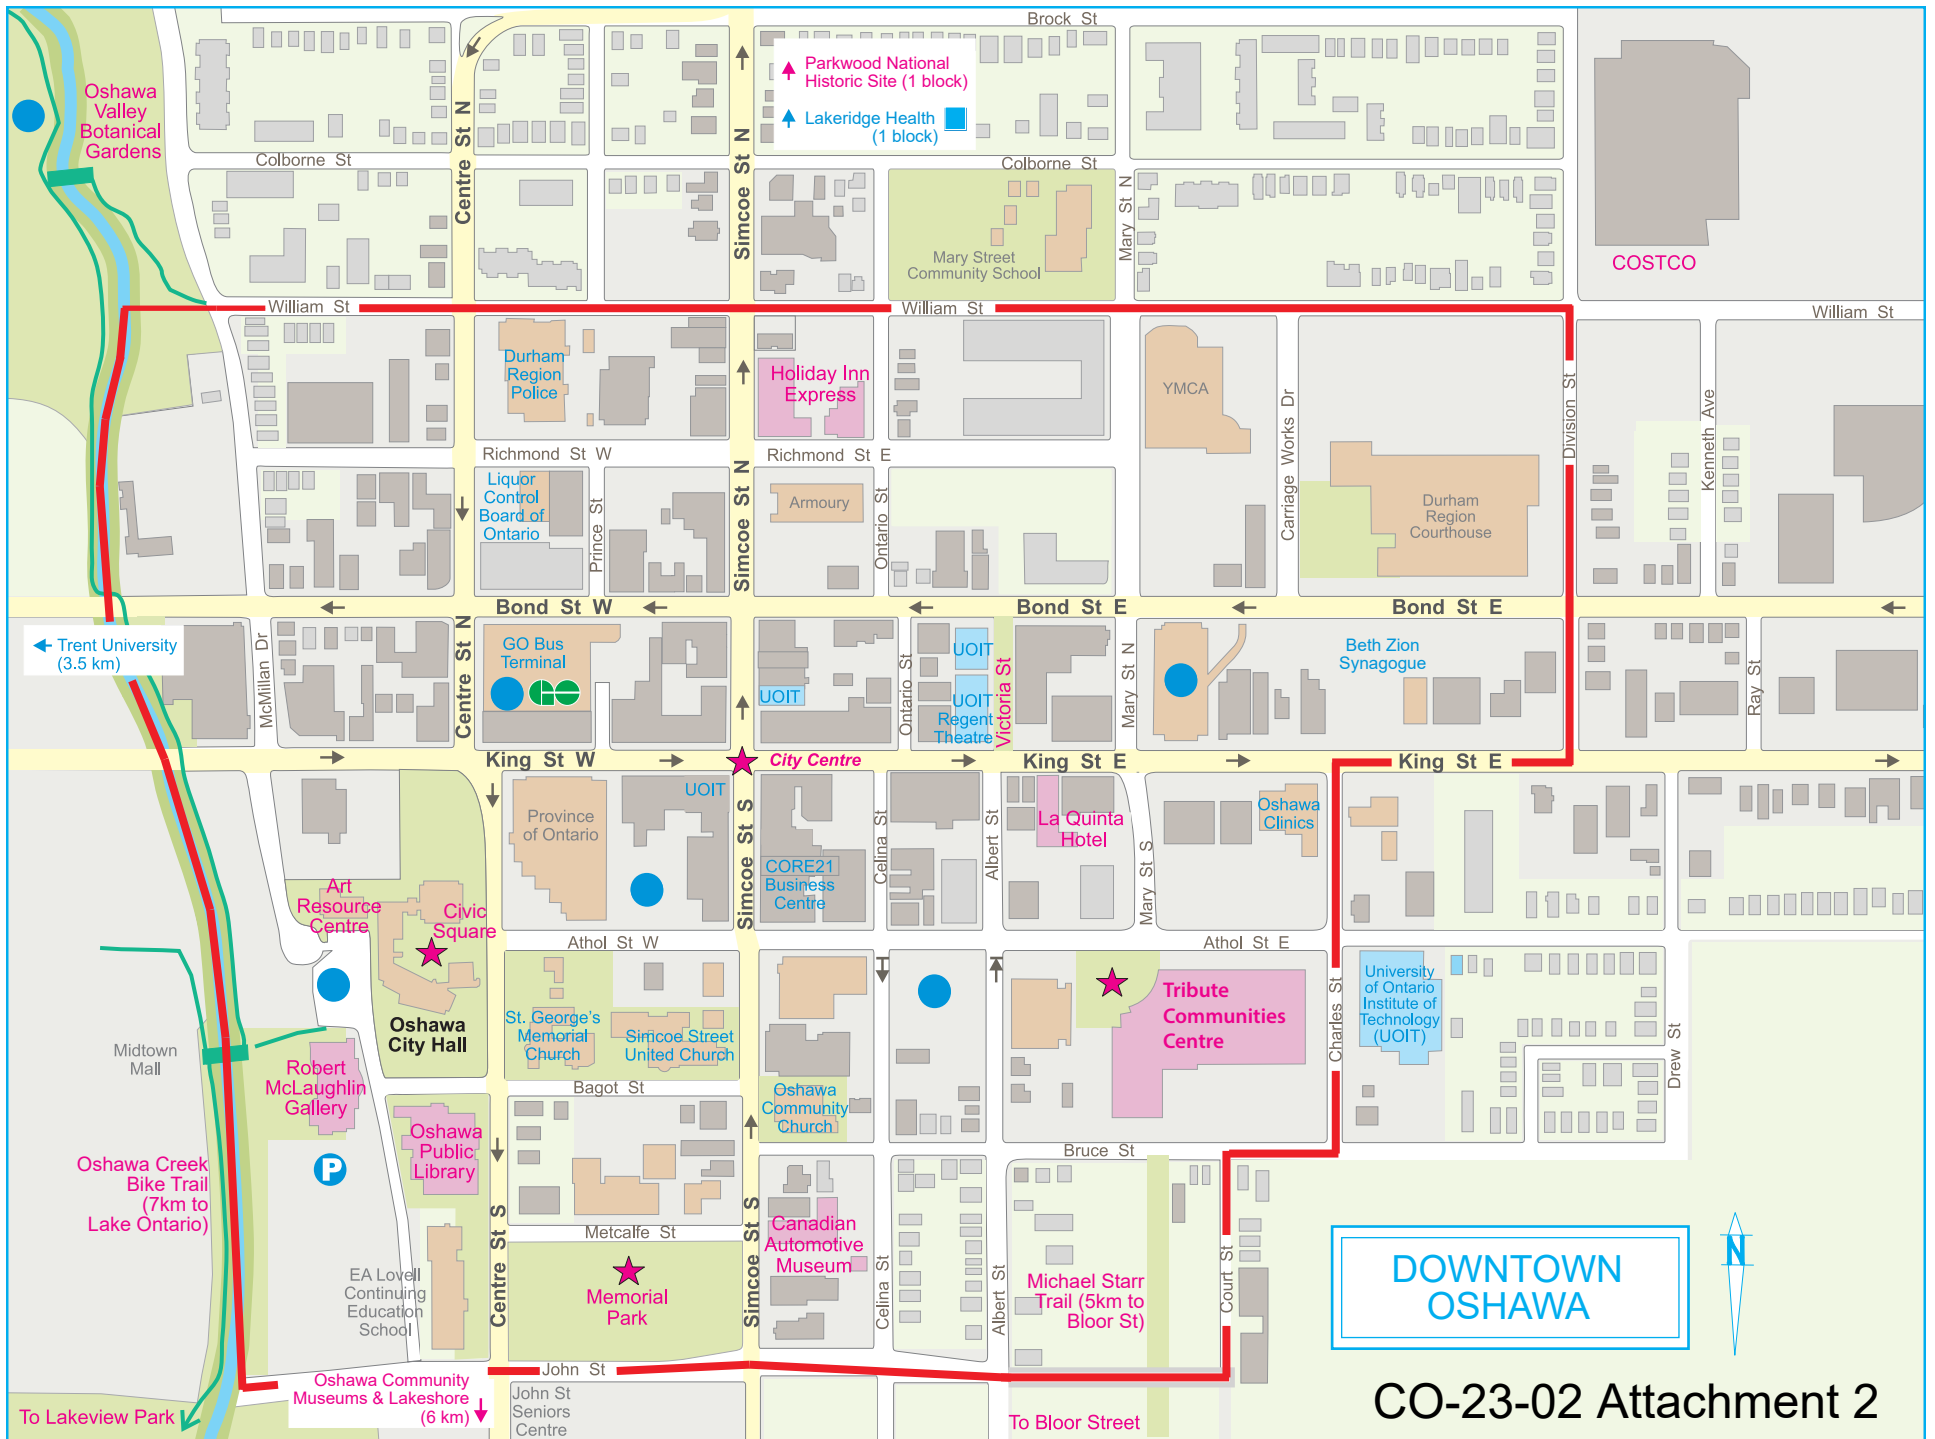 Brock St
Parkwood National
Historic Site (1 block)
Lakeridge Health
(1 block)
Oshawa
Valley
Botanical
Gardens
Centre St N
Simcoe St N
Colborne St
Colborne St
Mary St N
Mary Street
Community School
COSTCO
William St
William St
William St
Durham
Region
Police
Holiday Inn
Express
YMCA
Carriage Works Dr
Division St
Kenneth Ave
Richmond St W
Richmond St E
Liquor
Control
Board of
Ontario
Prince St
Simcoe St N
Armoury
Ontario St
Durham
Region
Courthouse
Bond St W
Bond St E
Bond St E
Trent University
(3.5 km)
McMillan Dr
Centre St N
GO Bus
Terminal
UOIT
Ontario St
UOIT
UOIT
Regent
Theatre
Victoria St
Mary St N
Beth Zion
Synagogue
Ray St
King St W
City Centre
King St E
King St E
Province
of Ontario
UOIT
Simcoe St S
CORE21
Business
Centre
Celina St
Albert St
La Quinta
Hotel
Mary St S
Oshawa
Clinics
Art
Resource
Centre
Civic
Square
Athol St W
Athol St E
Oshawa
City Hall
St. George's
Memorial
Church
Simcoe Street
United Church
Tribute
Communities
Centre
Charles St
University
of Ontario
Institute of
Technology
(UOIT)
Drew St
Midtown
Mall
Robert
McLaughlin
Gallery
Bagot St
Oshawa
Community
Church
Oshawa
Public
Library
P
Bruce St
Oshawa Creek
Bike Trail
(7km to
Lake Ontario)
Centre St S
Metcalfe St
Simcoe St S
Canadian
Automotive
Museum
Celina St
Albert St
Michael Starr
Trail (5km to
Bloor St)
Court St
EA Lovell
Continuing
Education
School
Memorial
Park
DOWNTOWN
OSHAWA
N
John St
Oshawa Community
Museums & Lakeshore
(6 km)
To Lakeview Park
John St
Seniors
Centre
To Bloor Street
CO-23-02 Attachment 2